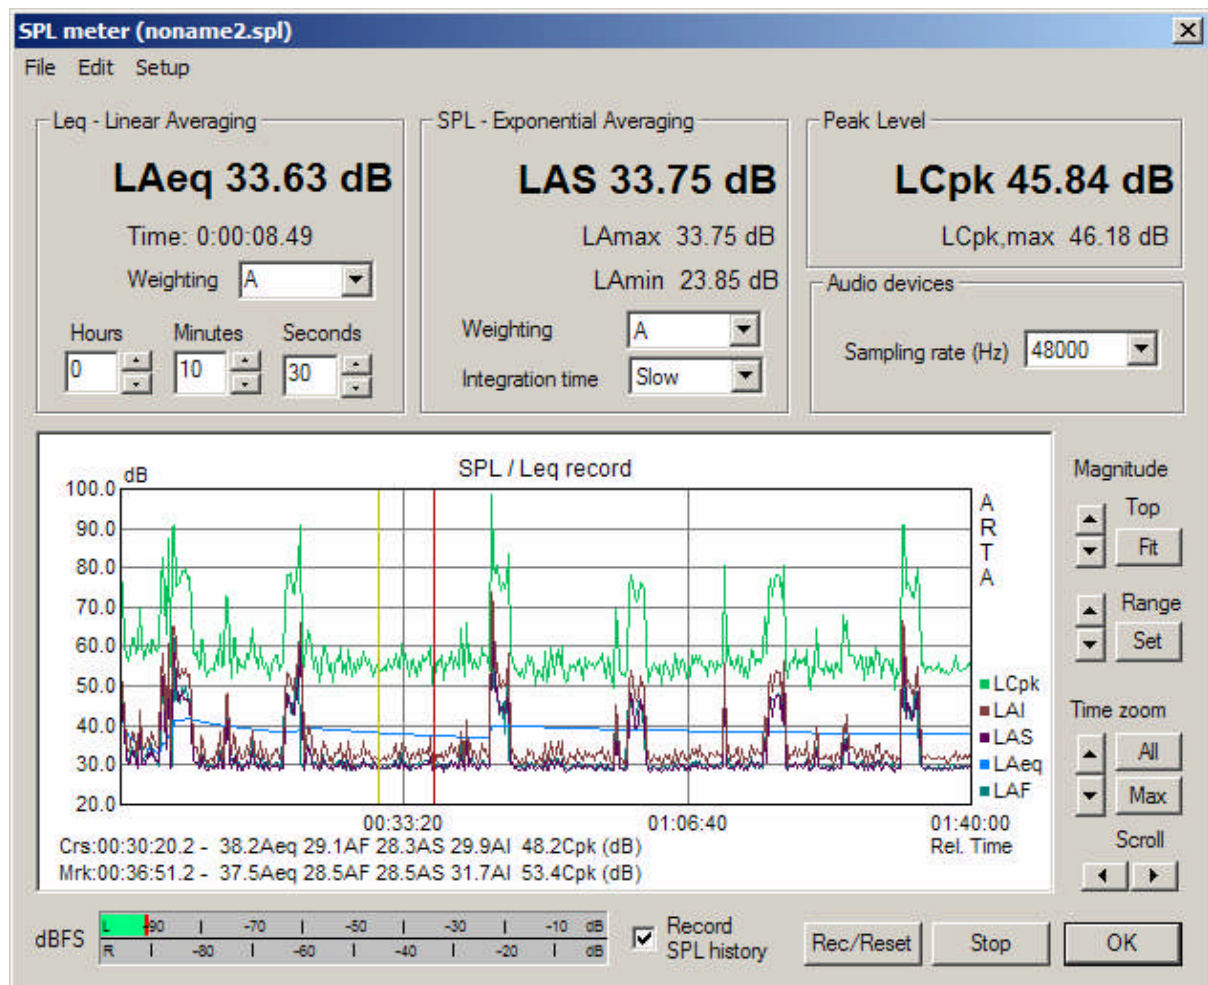 SPL meter (noname2.spl)
File Edit Setup
Leq - Linear Averaging
LAeq 33.63 dB
Time: 0:00:08.49
Weighting A
Hours Minutes Seconds
0 10 30
SPL - Exponential Averaging
LAS 33.75 dB
LAmax 33.75 dB
LAmin 23.85 dB
Weighting A
Integration time Slow
Peak Level
LCpk 45.84 dB
LCpk,max 46.18 dB
Audio devices
Sampling rate (Hz) 48000
SPL / Leq record
dB
100.0
90.0
80.0
70.0
60.0
50.0
40.0
30.0
20.0
A
R
T
A
LCpk
LAI
LAS
LAeq
LAF
00:33:20 01:06:40 01:40:00
Rel. Time
Crs:00:30:20.2 - 38.2Aeq 29.1AF 28.3AS 29.9AI 48.2Cpk (dB)
Mrk:00:36:51.2 - 37.5Aeq 28.5AF 28.5AS 31.7AI 53.4Cpk (dB)
Magnitude
Top
Fit
Range
Set
Time zoom
All
Max
Scroll
dBFS
L -90 -70 -50 -30 -10 dB
R -80 -60 -40 -20 dB
Record
SPL history
Rec/Reset
Stop
OK